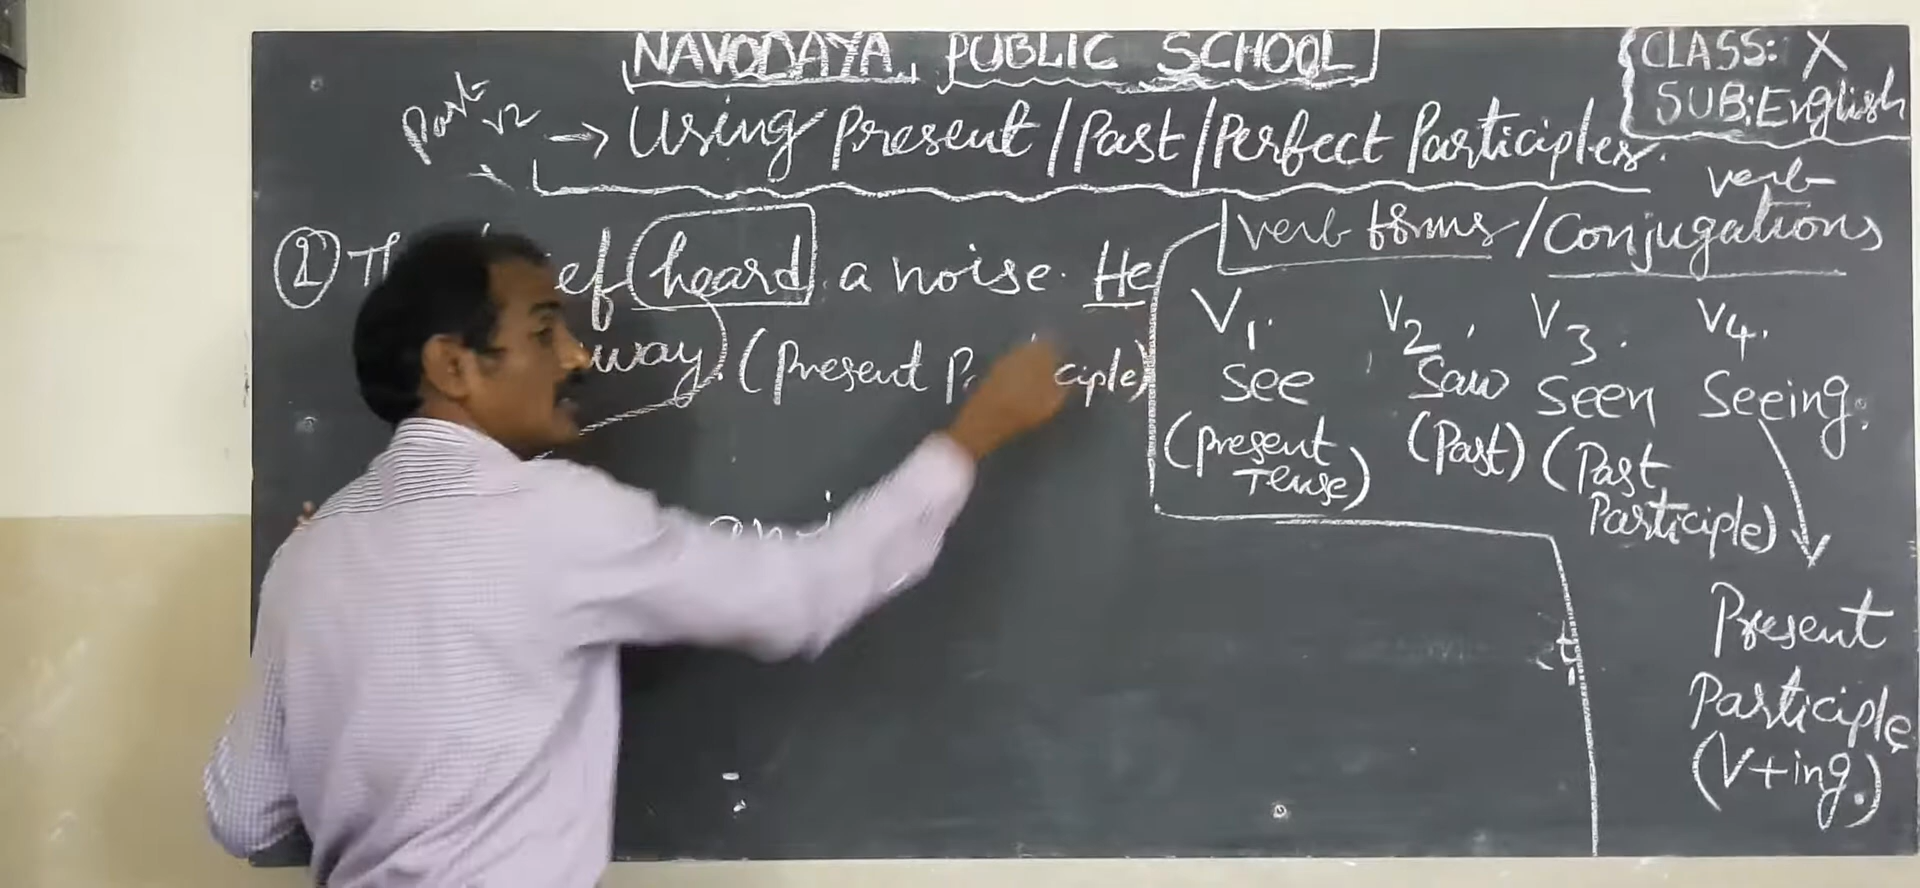 NAVODAYA PUBLIC SCHOOL
CLASS: X
SUB: English
Past v2
→ Using Present/Past/Perfect Participles.
verb
② heard a noise. He
way. (Present ciple)
verb forms/Conjugations
V1. V2, V3. V4.
see saw seen seeing.
(Present Tense) (Past) (Past Participle)
Present
Participle
(V+ing.)